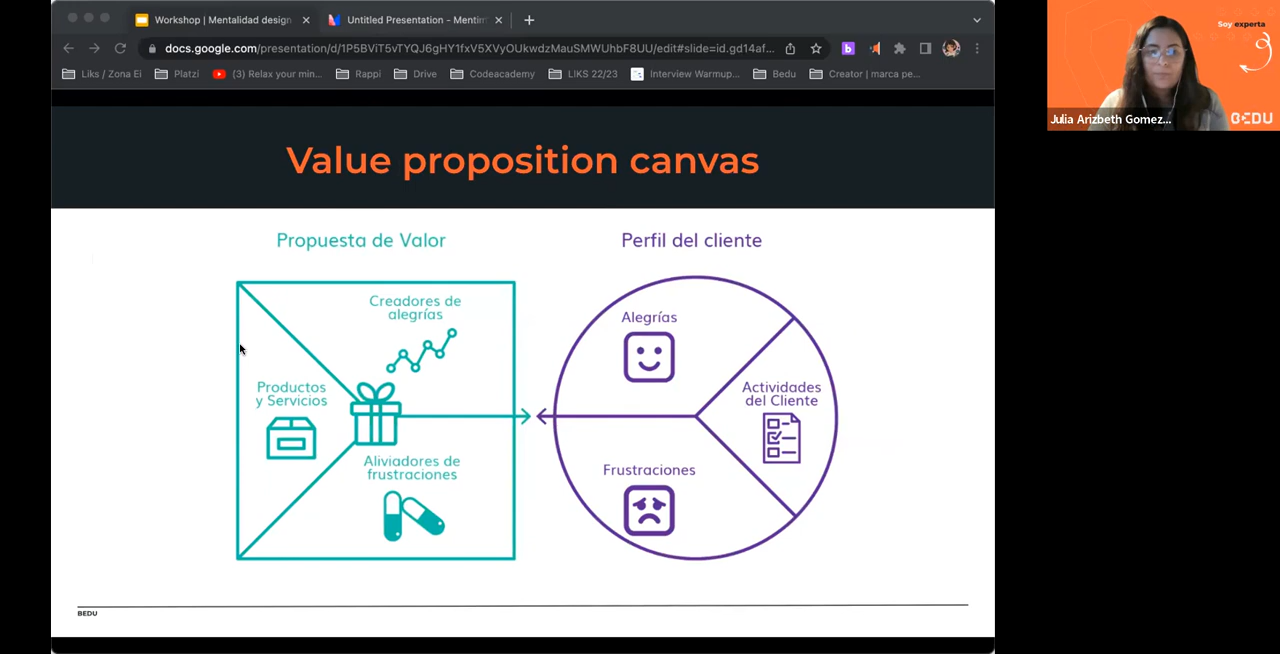 Workshop | Mentalidad design
Untitled Presentation - Mentim
docs.google.com/presentation/d/1P5BViT5vTYQJ6gHY1fxV5XVyOUkwdzMauSMWUhbF8UU/edit#slide=id.gd14af...
Liks / Zona Ei
Platzi
(3) Relax your min...
Rappi
Drive
Codeacademy
LIKS 22/23
Interview Warmup...
Bedu
Creator | marca pe...
Soy experta
Julia Arizbeth Gomez...
BEDU
Value proposition canvas
Propuesta de Valor
Creadores de
alegrías
Productos
y Servicios
Aliviadores de
frustraciones
Perfil del cliente
Alegrías
Actividades
del Cliente
Frustraciones
BEDU